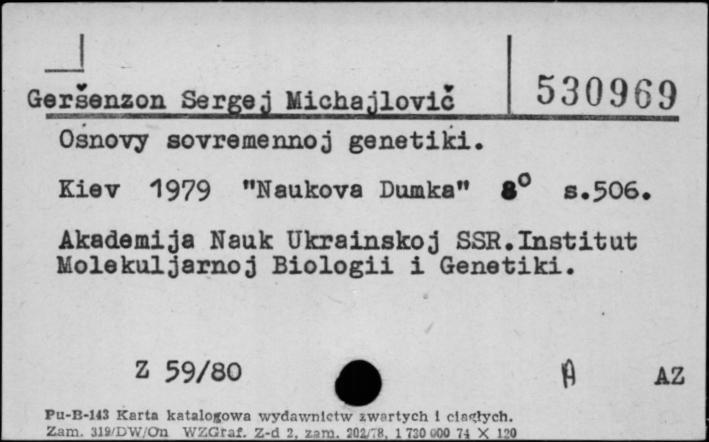 Geršenzon Sergej Michajlovič 530969
Osnovy sovremennoj genetiki.
Kiev 1979 "Naukova Dumka" 8° s.506.
Akademija Nauk Ukrainskoj SSR.Institut
Molekuljarnoj Biologii i Genetiki.
Z 59/80 A AZ
Pu-B-143 Karta katalogowa wydawnictw zwartych i ciągłych.
Zam. 319/DW/On WZGraf. Z-d 2, zam. 202/78, 1 730 000 74 X 120